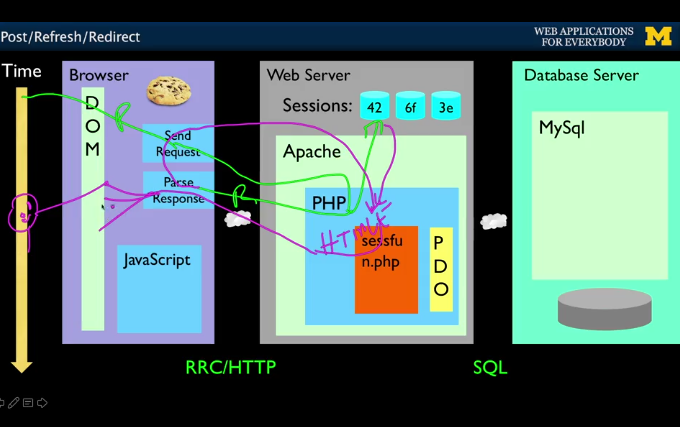 Post/Refresh/Redirect
WEB APPLICATIONS
FOR EVERYBODY
M
Time
Browser
Web Server
Database Server
Sessions:
42
6f
3e
D
O
M
Send
Request
Parse
Response
JavaScript
Apache
PHP
HTML
sessfu
n.php
P
D
O
MySql
RRC/HTTP
SQL